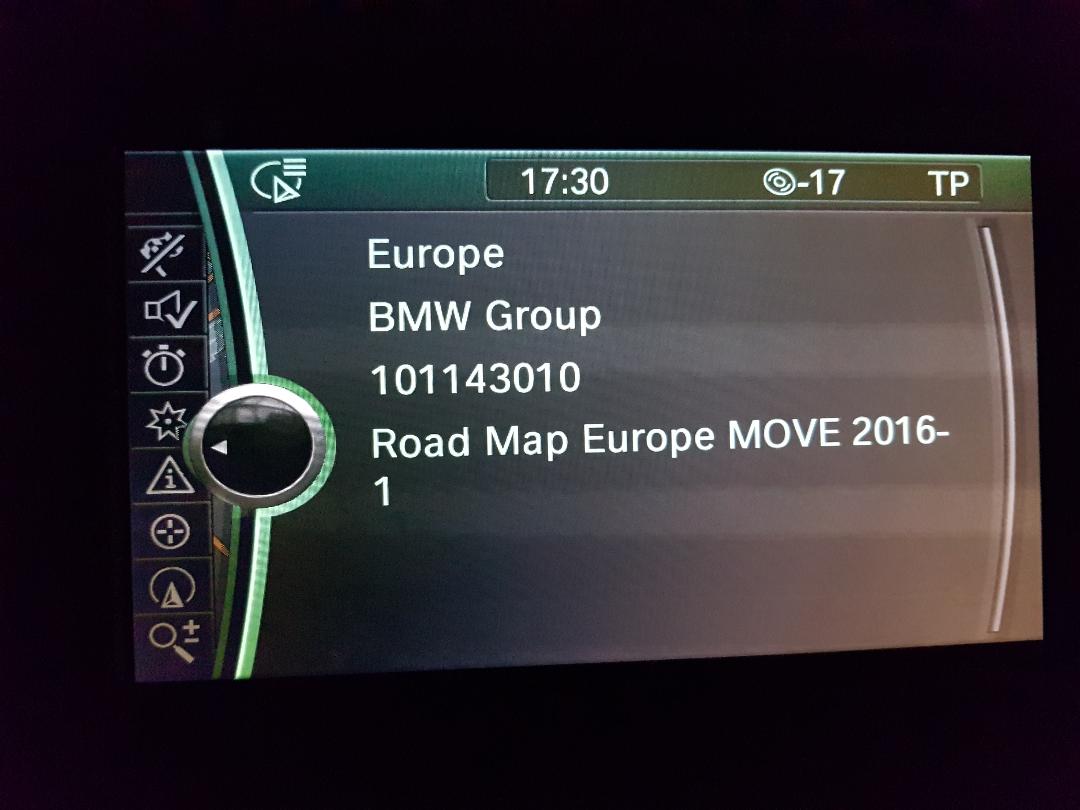 17:30 -17 TP
Europe
BMW Group
101143010
Road Map Europe MOVE 2016-
1